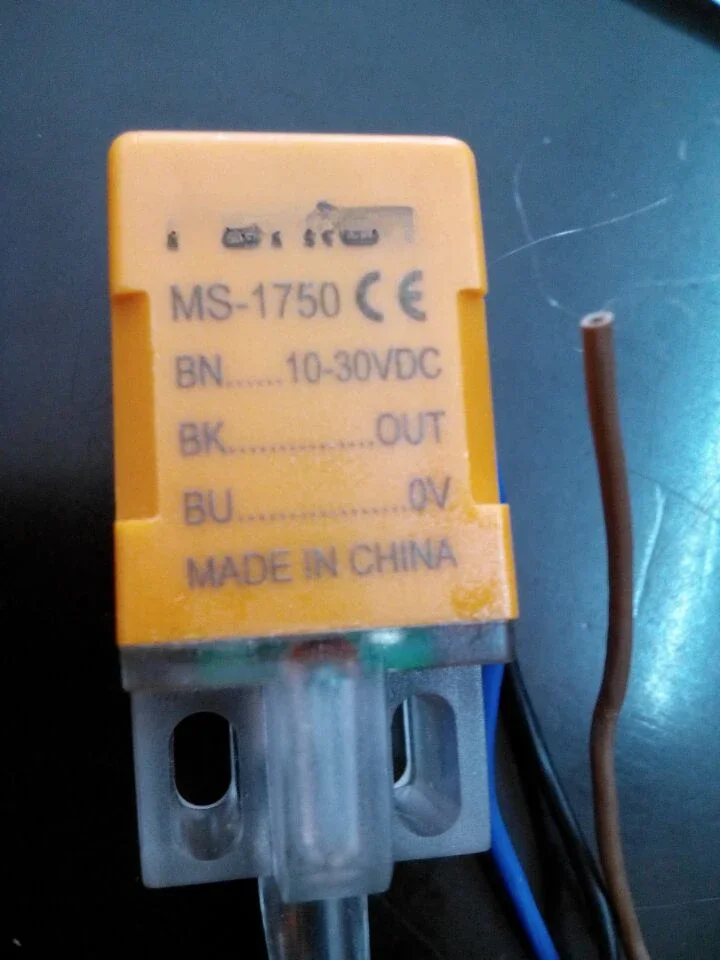 MS-1750 CE
BN......10-30VDC
BK..............OUT
BU................0V
MADE IN CHINA